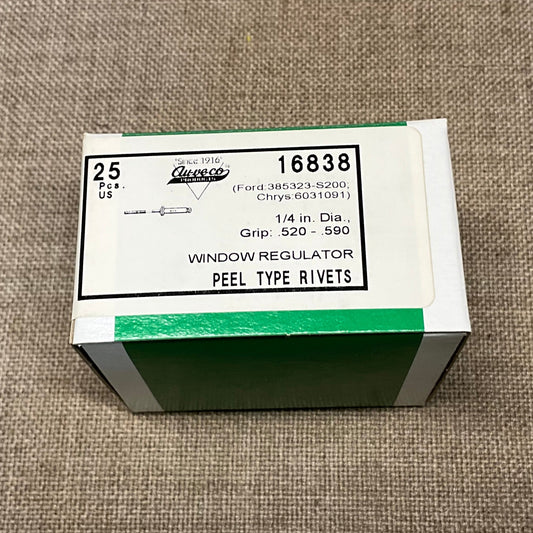 25
Pcs.
US
"Since 1916"
Au-ve-co
PRODUCTS
16838
(Ford:385323-S200;
Chrys:6031091)
1/4 in. Dia.,
Grip: .520 - .590
WINDOW REGULATOR
PEEL TYPE RIVETS